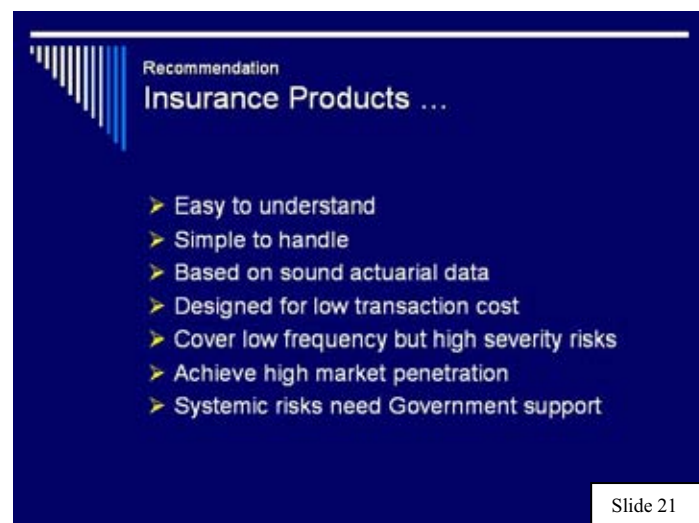 Recommendation
Insurance Products …
Easy to understand
Simple to handle
Based on sound actuarial data
Designed for low transaction cost
Cover low frequency but high severity risks
Achieve high market penetration
Systemic risks need Government support
Slide 21